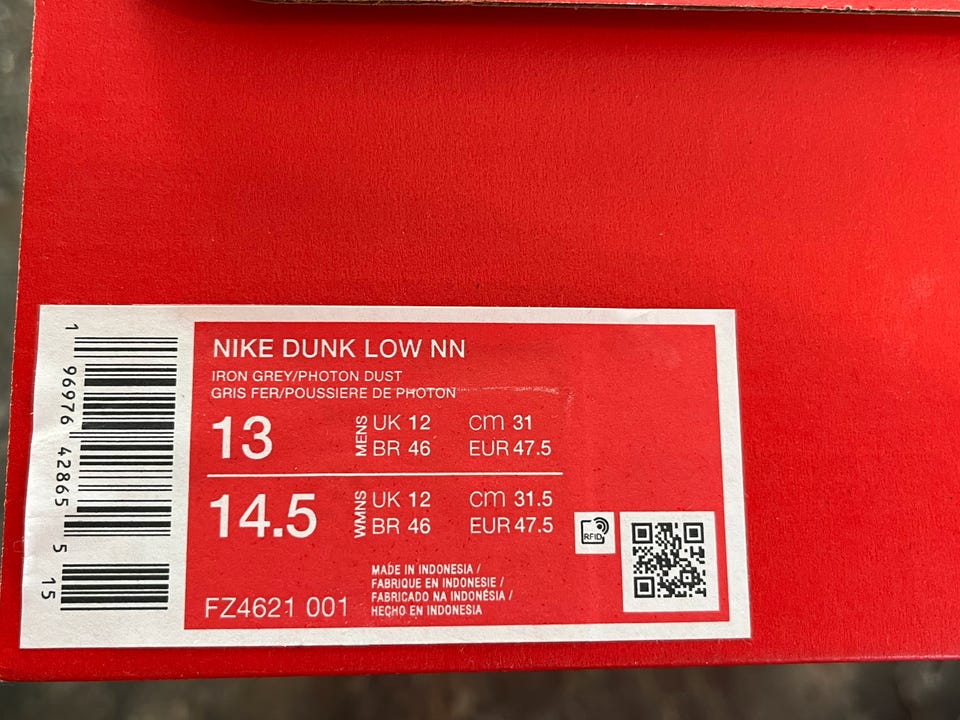 NIKE DUNK LOW NN
IRON GREY/PHOTON DUST
GRIS FER/POUSSIERE DE PHOTON
13 MENS UK 12 cm 31
BR 46 EUR 47.5
14.5 WMNS UK 12 cm 31.5
BR 46 EUR 47.5
RFID
MADE IN INDONESIA /
FABRIQUE EN INDONESIE /
FABRICADO NA INDONÉSIA /
HECHO EN INDONESIA
FZ4621 001
1 96976 42865 5 15